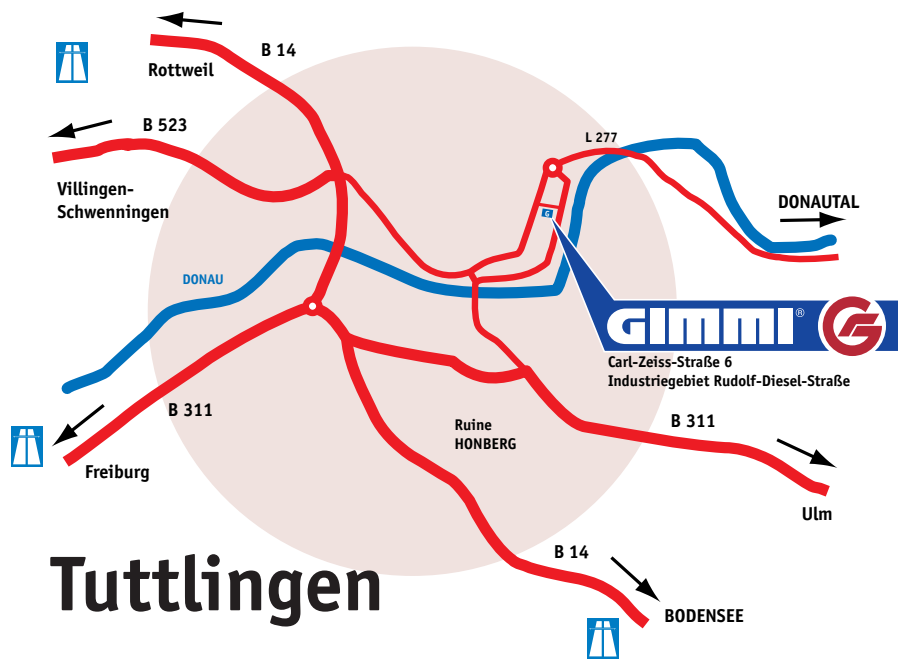 B 14
Rottweil
B 523
Villingen-
Schwenningen
L 277
DONAUTAL
G
DONAU
GIMMI® G
Carl-Zeiss-Straße 6
Industriegebiet Rudolf-Diesel-Straße
B 311
Freiburg
Ruine
HONBERG
B 311
Ulm
B 14
BODENSEE
Tuttlingen